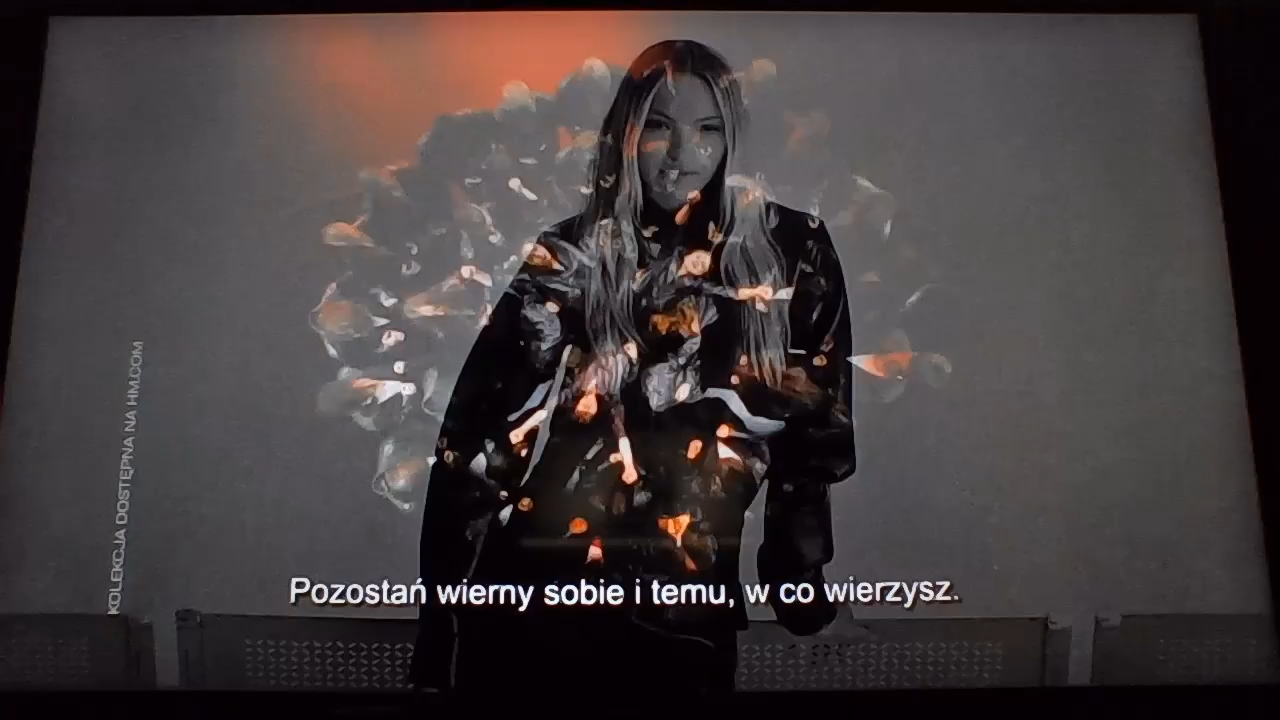 KOLEKCJA DOSTĘPNA NA HM.COM
Pozostań wierny sobie i temu, w co wierzysz.